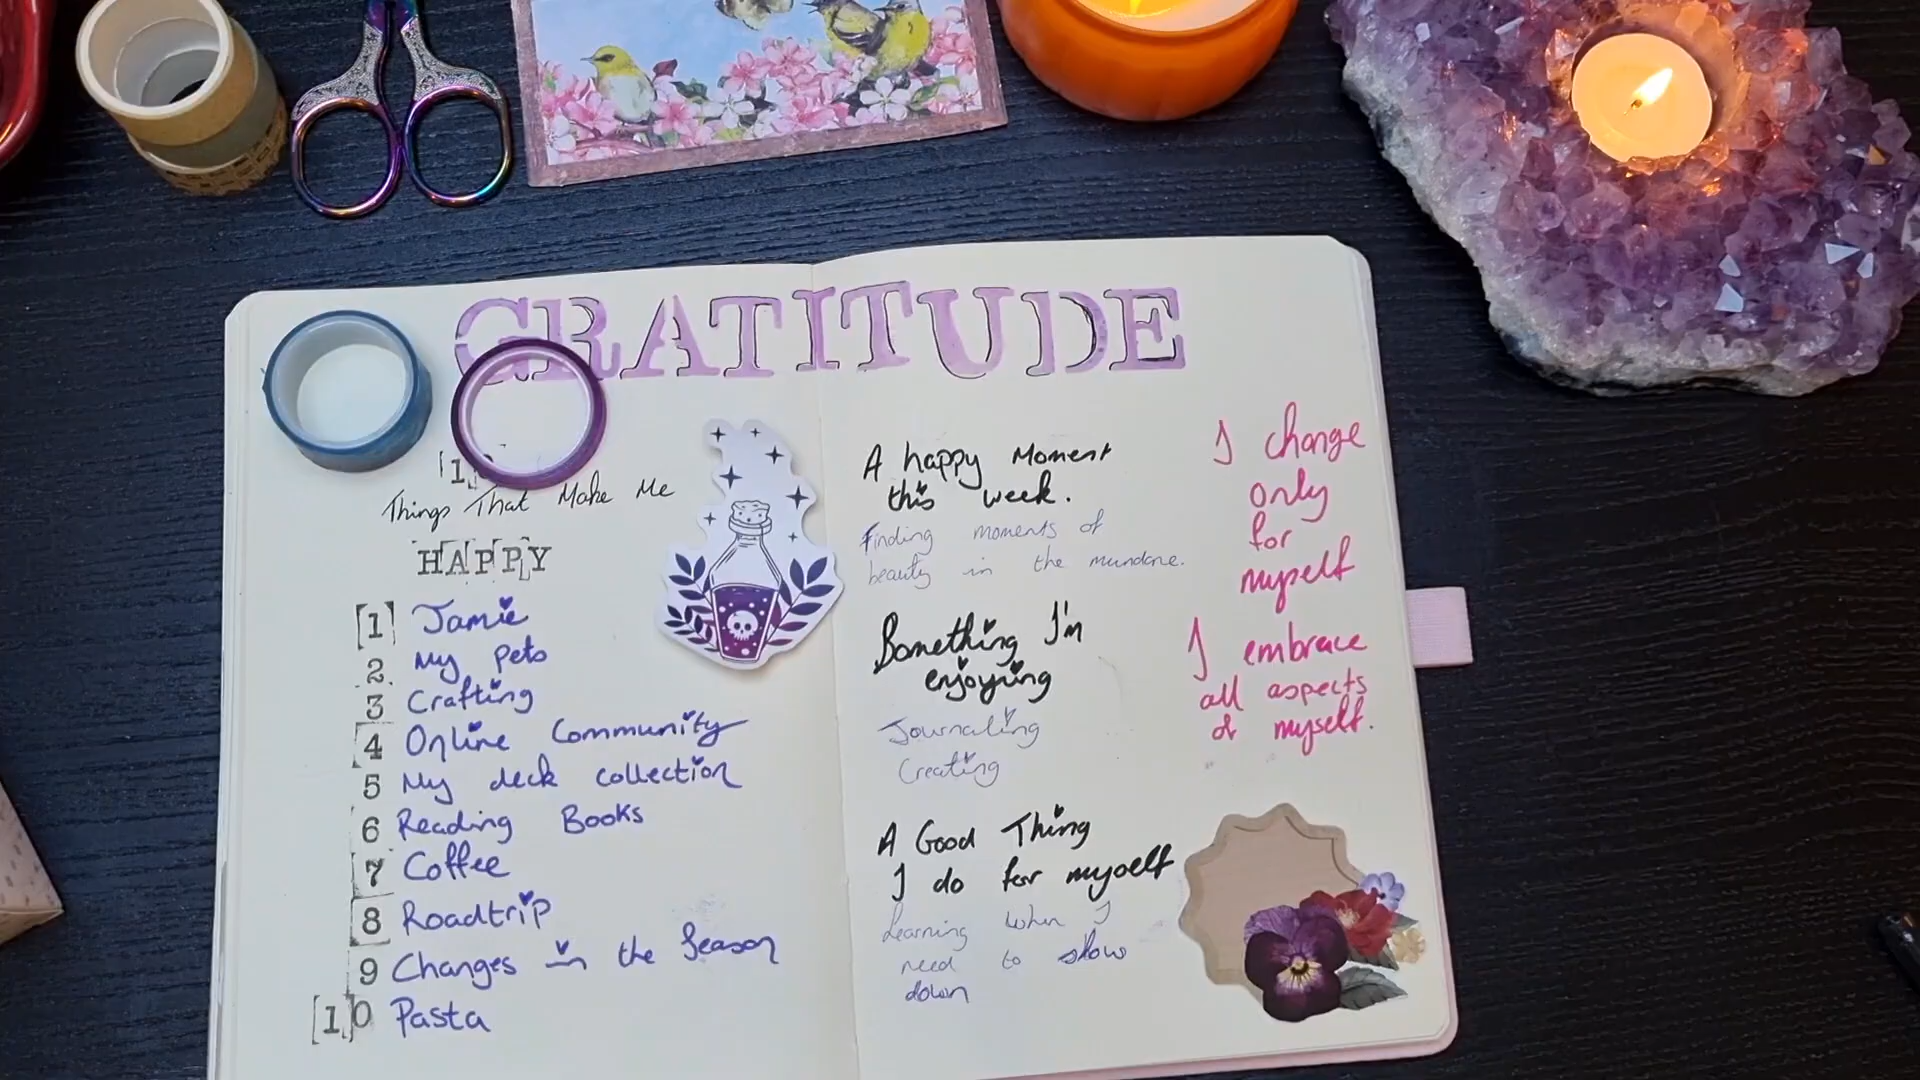 GRATITUDE
Things That Make Me
HAPPY
1 Jamie
2 My pets
3 Crafting
4 Online Community
5 My deck collection
6 Reading Books
7 Coffee
8 Roadtrip
9 Changes in the Season
10 Pasta
A happy Moment
this week.
Finding moments of
beauty in the mundane.
Something I'm
enjoying
Journaling
Creating
A Good Thing
I do for myself
Learning when I
need to slow
down
I change
only
for
myself
I embrace
all aspects
of myself.